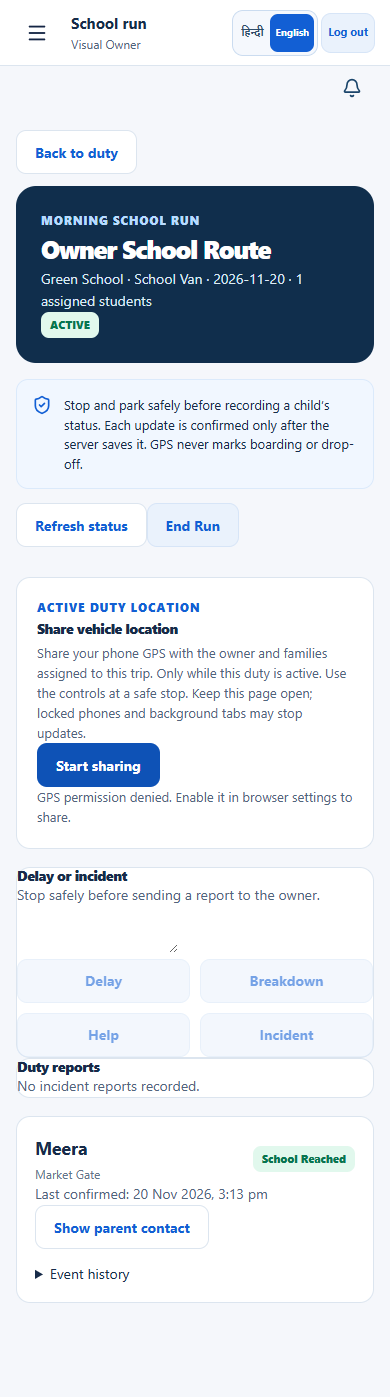 School run
Visual Owner
हिन्दी
English
Log out
Back to duty
MORNING SCHOOL RUN
Owner School Route
Green School · School Van · 2026-11-20 · 1
assigned students
ACTIVE
Stop and park safely before recording a child's
status. Each update is confirmed only after the
server saves it. GPS never marks boarding or drop-
off.
Refresh status
End Run
ACTIVE DUTY LOCATION
Share vehicle location
Share your phone GPS with the owner and families
assigned to this trip. Only while this duty is active. Use
the controls at a safe stop. Keep this page open;
locked phones and background tabs may stop
updates.
Start sharing
GPS permission denied. Enable it in browser settings to
share.
Delay or incident
Stop safely before sending a report to the owner.
Delay
Breakdown
Help
Incident
Duty reports
No incident reports recorded.
Meera
School Reached
Market Gate
Last confirmed: 20 Nov 2026, 3:13 pm
Show parent contact
Event history